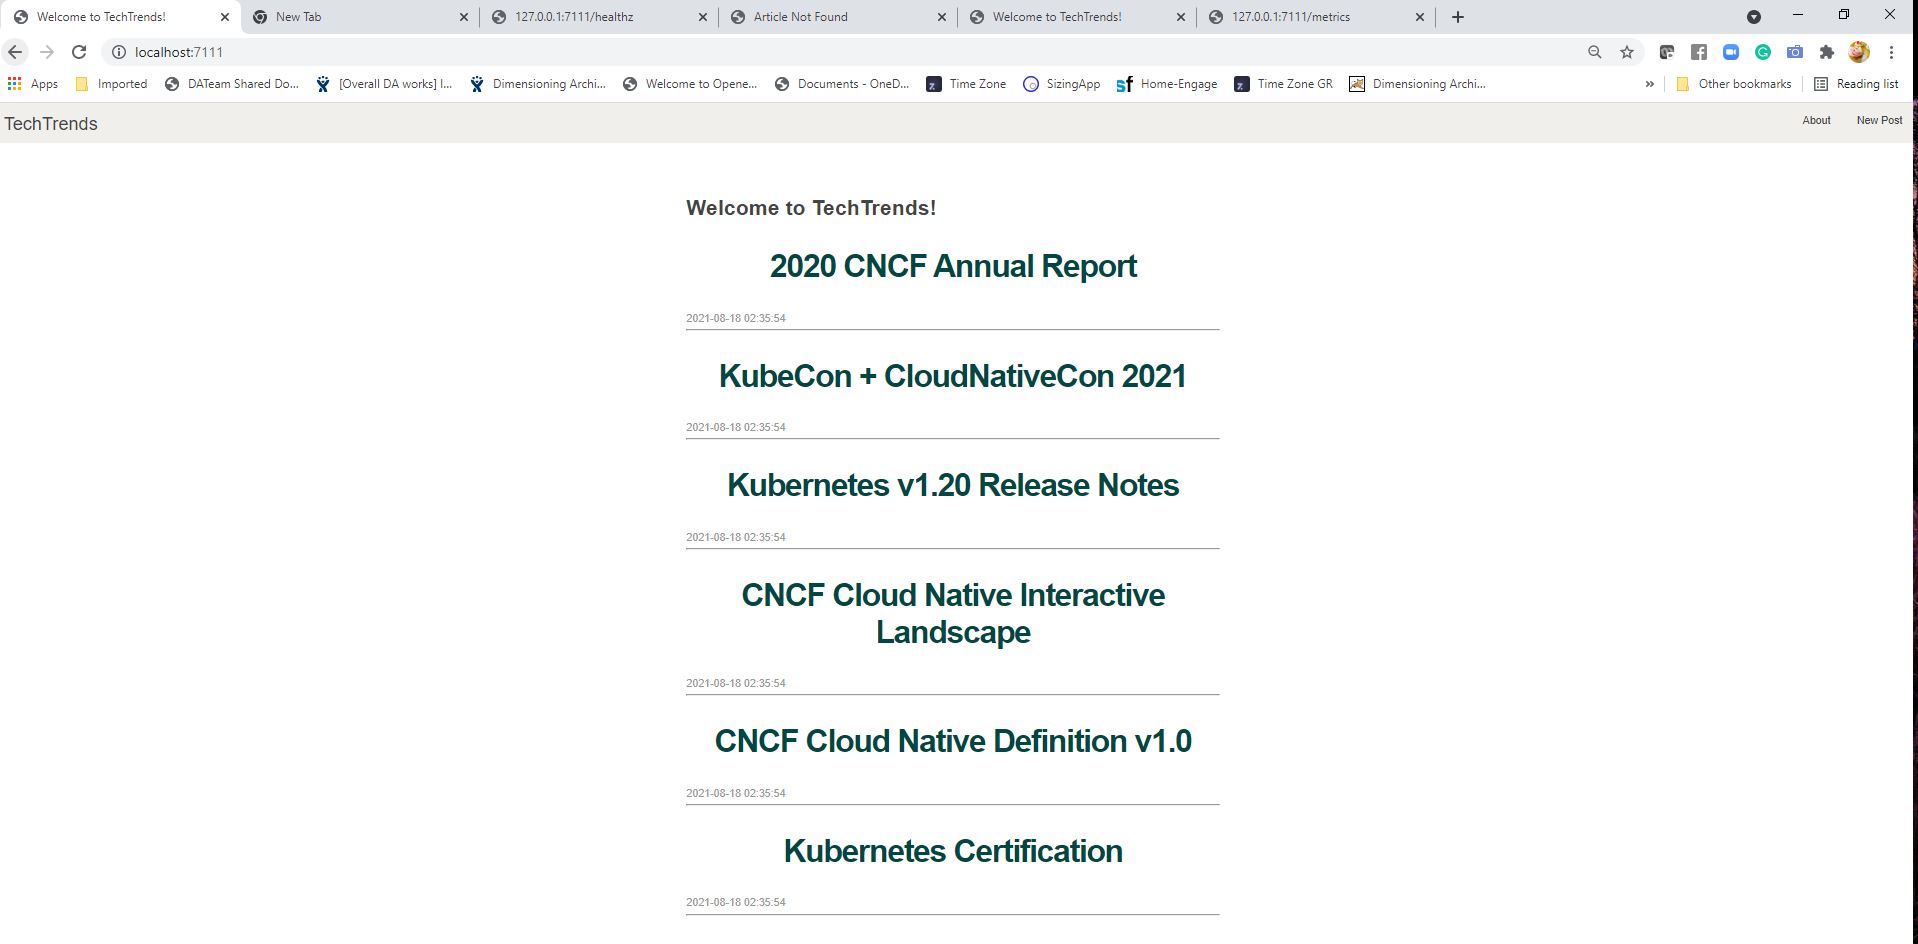 Welcome to TechTrends!
New Tab
127.0.0.1:7111/healthz
Article Not Found
Welcome to TechTrends!
127.0.0.1:7111/metrics
localhost:7111
Apps
Imported
DATeam Shared Do...
[Overall DA works] I...
Dimensioning Archi...
Welcome to Opene...
Documents - OneD...
Time Zone
SizingApp
Home-Engage
Time Zone GR
Dimensioning Archi...
»
Other bookmarks
Reading list
TechTrends
About
New Post
Welcome to TechTrends!
2020 CNCF Annual Report
2021-08-18 02:35:54
KubeCon + CloudNativeCon 2021
2021-08-18 02:35:54
Kubernetes v1.20 Release Notes
2021-08-18 02:35:54
CNCF Cloud Native Interactive
Landscape
2021-08-18 02:35:54
CNCF Cloud Native Definition v1.0
2021-08-18 02:35:54
Kubernetes Certification
2021-08-18 02:35:54